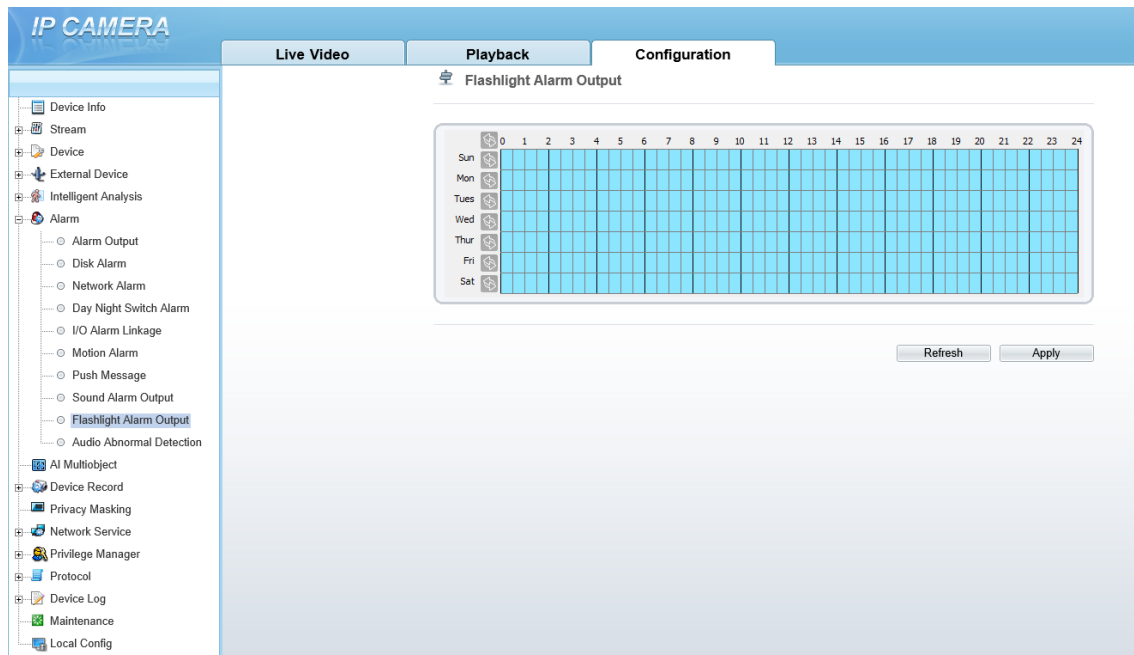 IP CAMERA
Live Video
Playback
Configuration
Flashlight Alarm Output
Device Info
Stream
Device
External Device
Intelligent Analysis
Alarm
Alarm Output
Disk Alarm
Network Alarm
Day Night Switch Alarm
I/O Alarm Linkage
Motion Alarm
Push Message
Sound Alarm Output
Flashlight Alarm Output
Audio Abnormal Detection
AI Multiobject
Device Record
Privacy Masking
Network Service
Privilege Manager
Protocol
Device Log
Maintenance
Local Config
0 1 2 3 4 5 6 7 8 9 10 11 12 13 14 15 16 17 18 19 20 21 22 23 24
Sun
Mon
Tues
Wed
Thur
Fri
Sat
Refresh
Apply